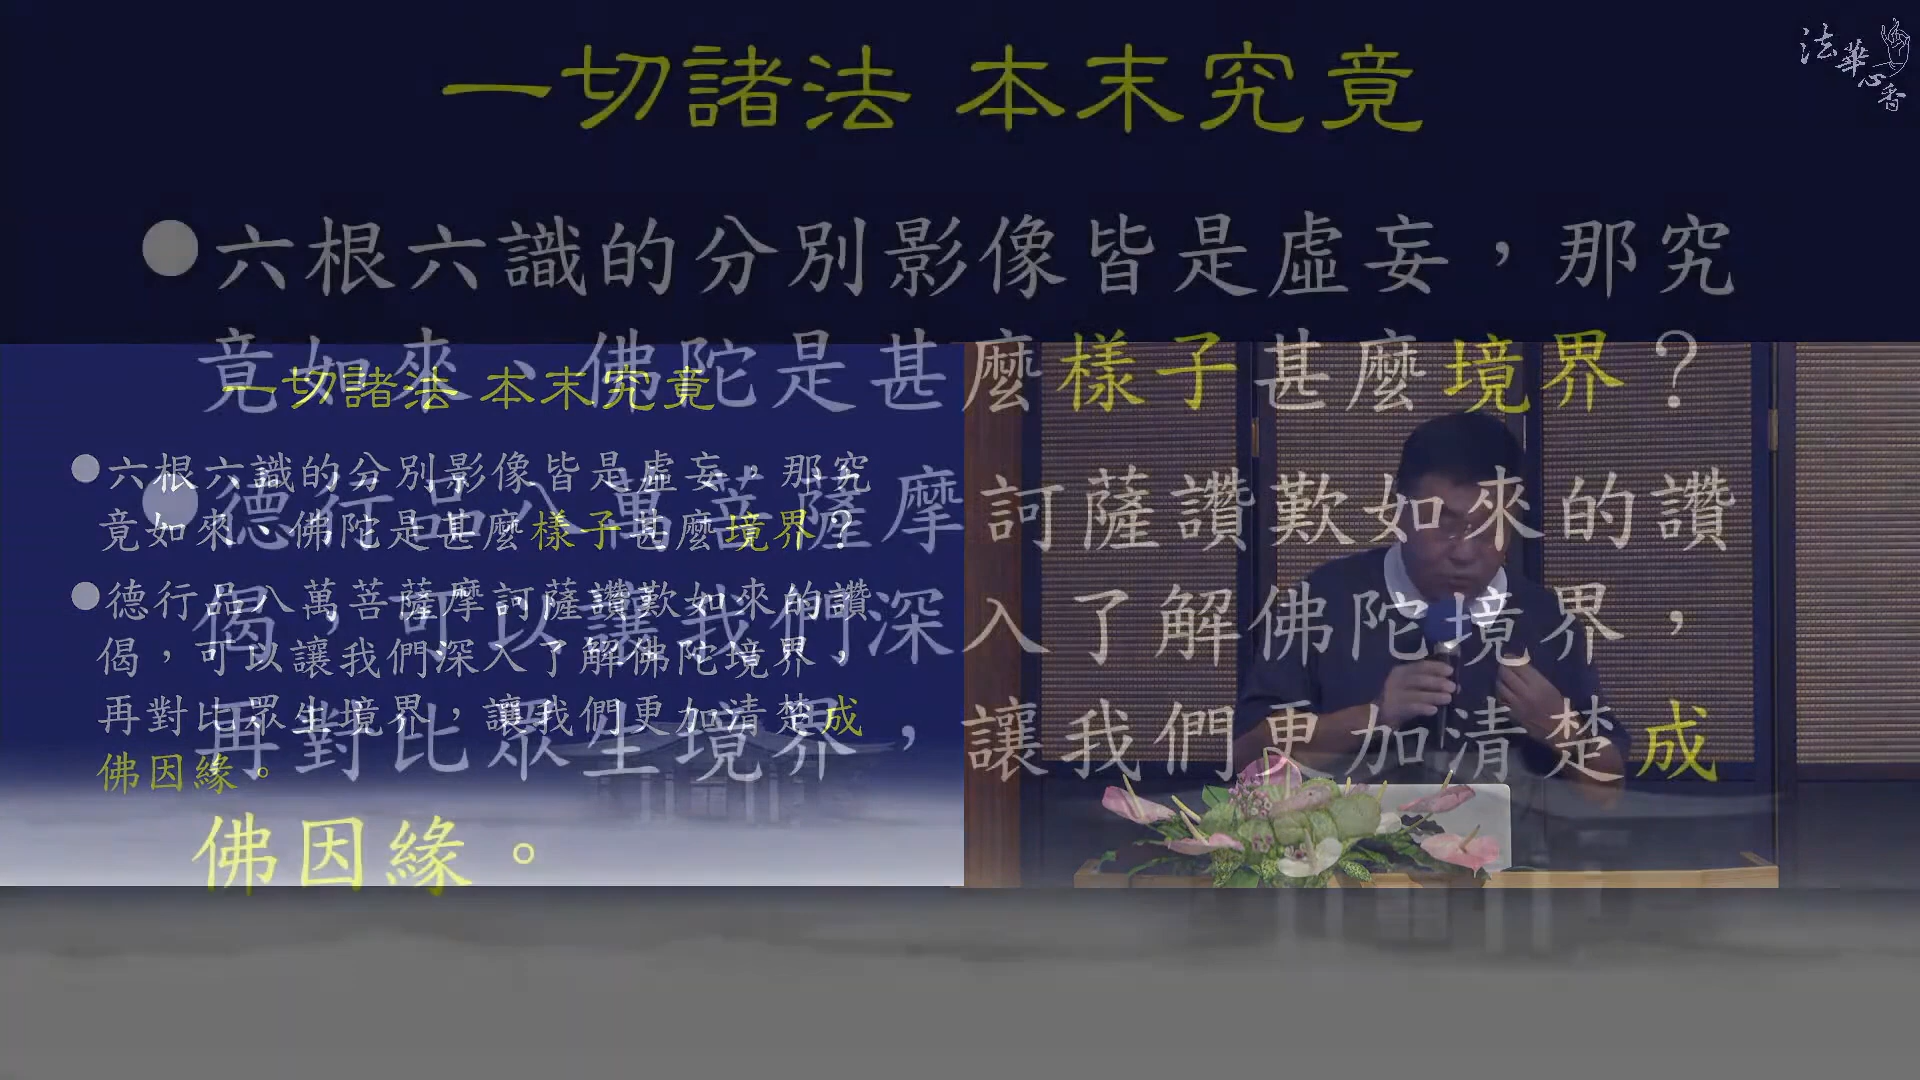 法華心香
一切諸法 本末究竟
●六根六識的分別影像皆是虛妄，那究
竟如來、佛陀是甚麼樣子甚麼境界？
●德行品八萬菩薩摩訶薩讚歎如來的讚
偈，可以讓我們深入了解佛陀境界，
再對比眾生境界，讓我們更加清楚成
佛因緣。
一切諸法 本末究竟
●六根六識的分別影像皆是虛妄，那究
竟如來、佛陀是甚麼樣子甚麼境界？
●德行品八萬菩薩摩訶薩讚歎如來的讚
偈，可以讓我們深入了解佛陀境界，
再對比眾生境界，讓我們更加清楚成
佛因緣。